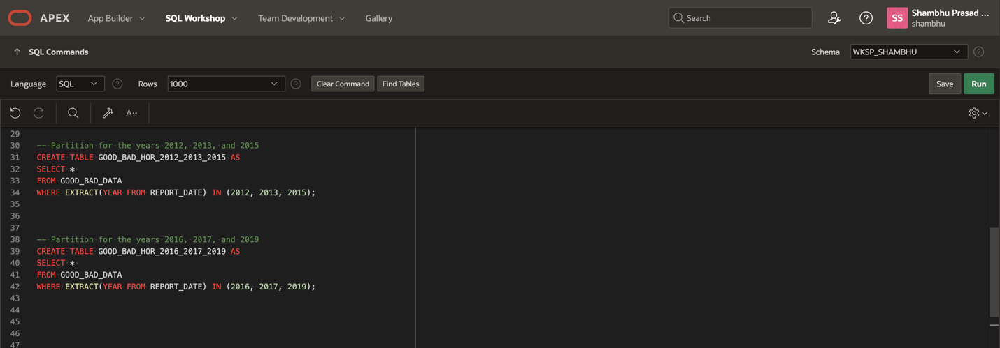 APEX App Builder SQL Workshop Team Development Gallery Search SS Shambhu Prasad ...
shambhu
SQL Commands Schema WKSP_SHAMBHU
Language SQL Rows 1000 Clear Command Find Tables Save Run
A::
29
30 -- Partition for the years 2012, 2013, and 2015
31 CREATE TABLE GOOD_BAD_HOR_2012_2013_2015 AS
32 SELECT *
33 FROM GOOD_BAD_DATA
34 WHERE EXTRACT(YEAR FROM REPORT_DATE) IN (2012, 2013, 2015);
35
36
37
38 -- Partition for the years 2016, 2017, and 2019
39 CREATE TABLE GOOD_BAD_HOR_2016_2017_2019 AS
40 SELECT *
41 FROM GOOD_BAD_DATA
42 WHERE EXTRACT(YEAR FROM REPORT_DATE) IN (2016, 2017, 2019);
43
44
45
46
47